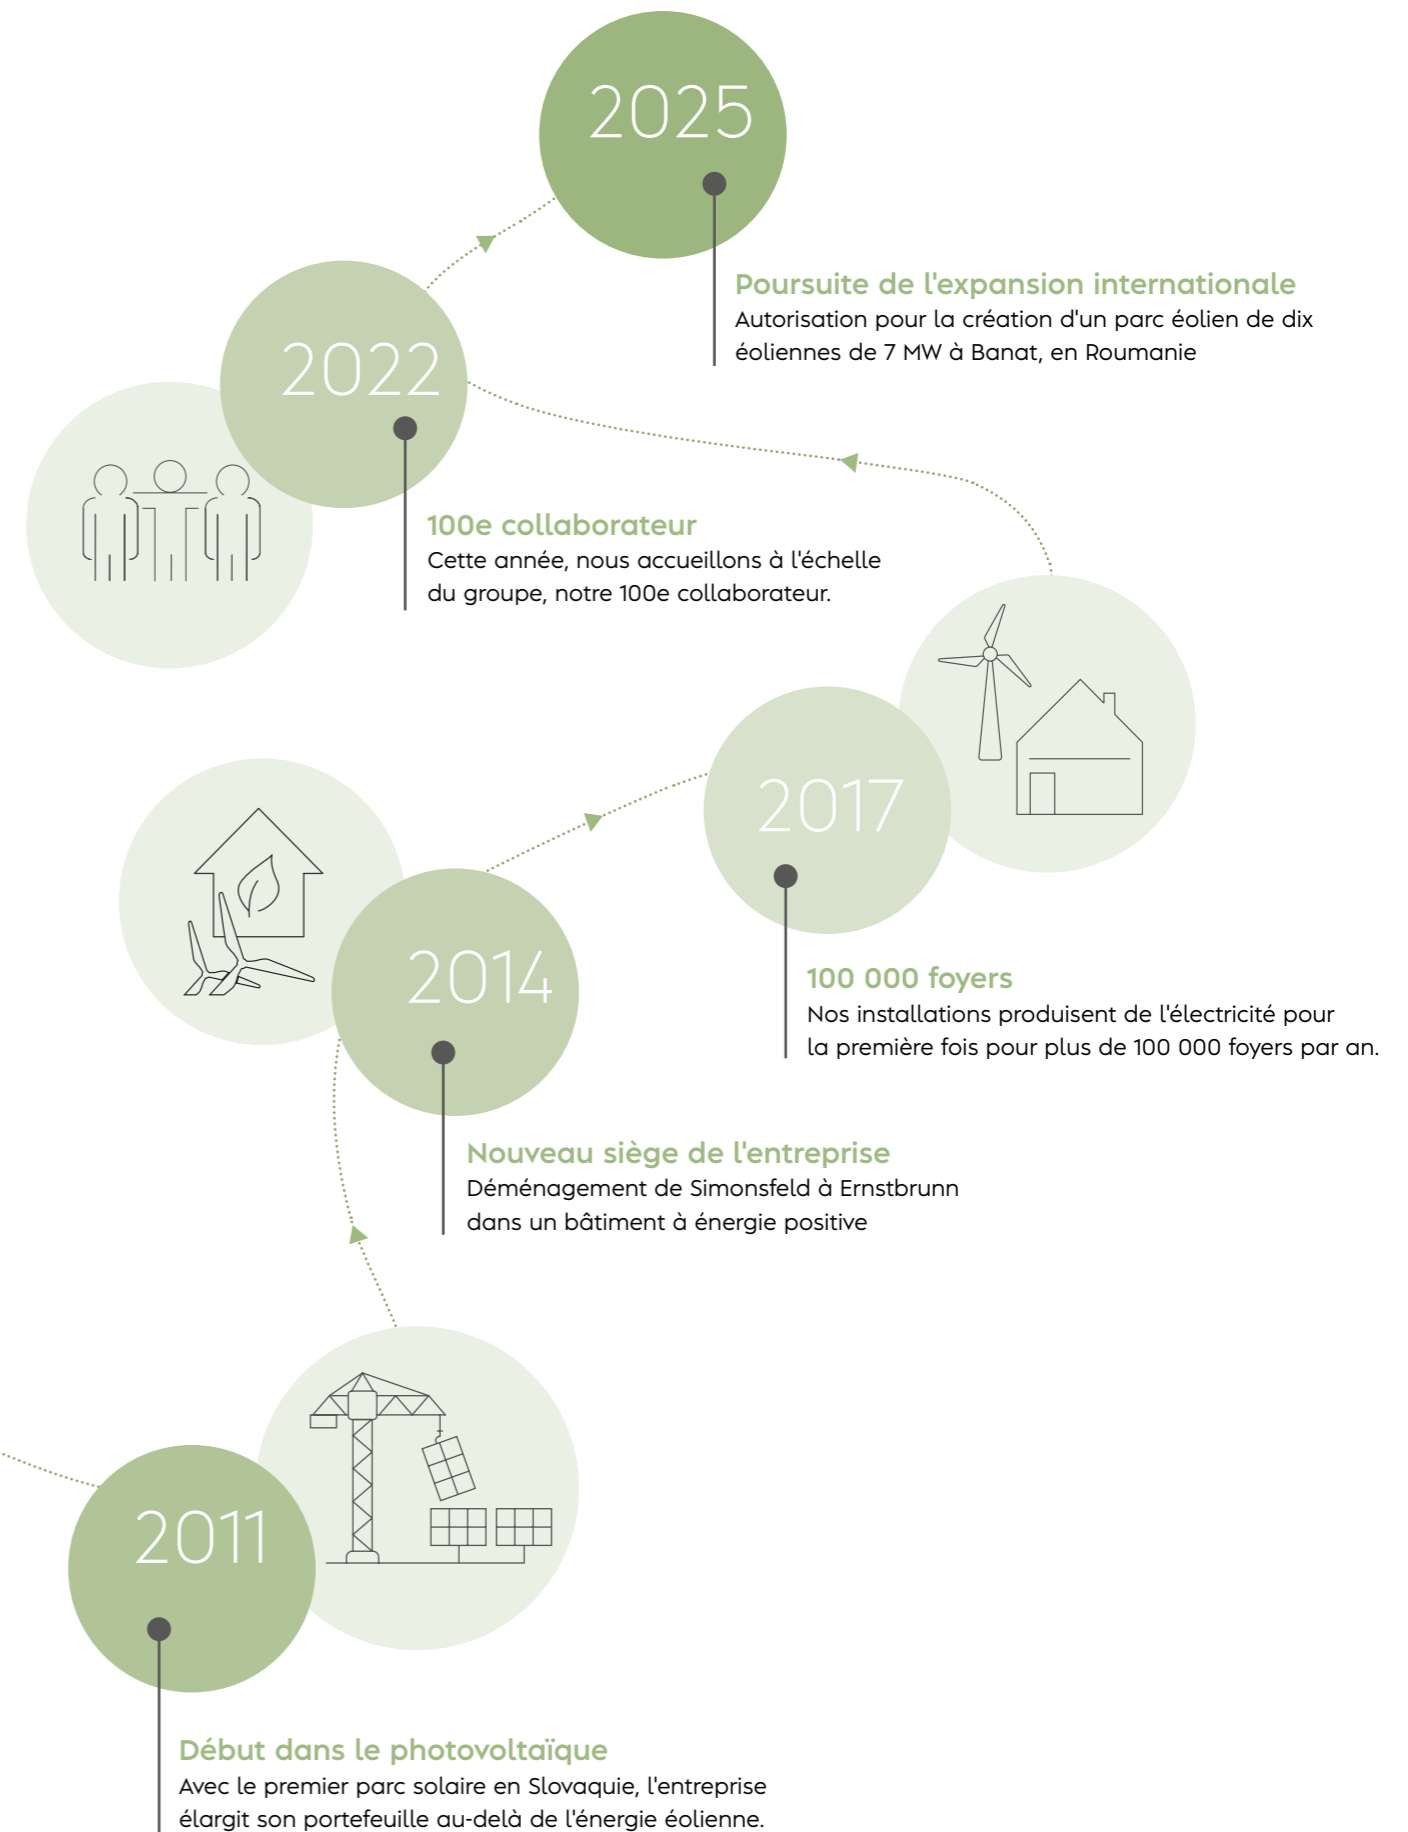 2025
Poursuite de l'expansion internationale
Autorisation pour la création d'un parc éolien de dix
éoliennes de 7 MW à Banat, en Roumanie
2022
100e collaborateur
Cette année, nous accueillons à l'échelle
du groupe, notre 100e collaborateur.
2017
100 000 foyers
Nos installations produisent de l'électricité pour
la première fois pour plus de 100 000 foyers par an.
2014
Nouveau siège de l'entreprise
Déménagement de Simonsfeld à Ernstbrunn
dans un bâtiment à énergie positive
2011
Début dans le photovoltaïque
Avec le premier parc solaire en Slovaquie, l'entreprise
élargit son portefeuille au-delà de l'énergie éolienne.